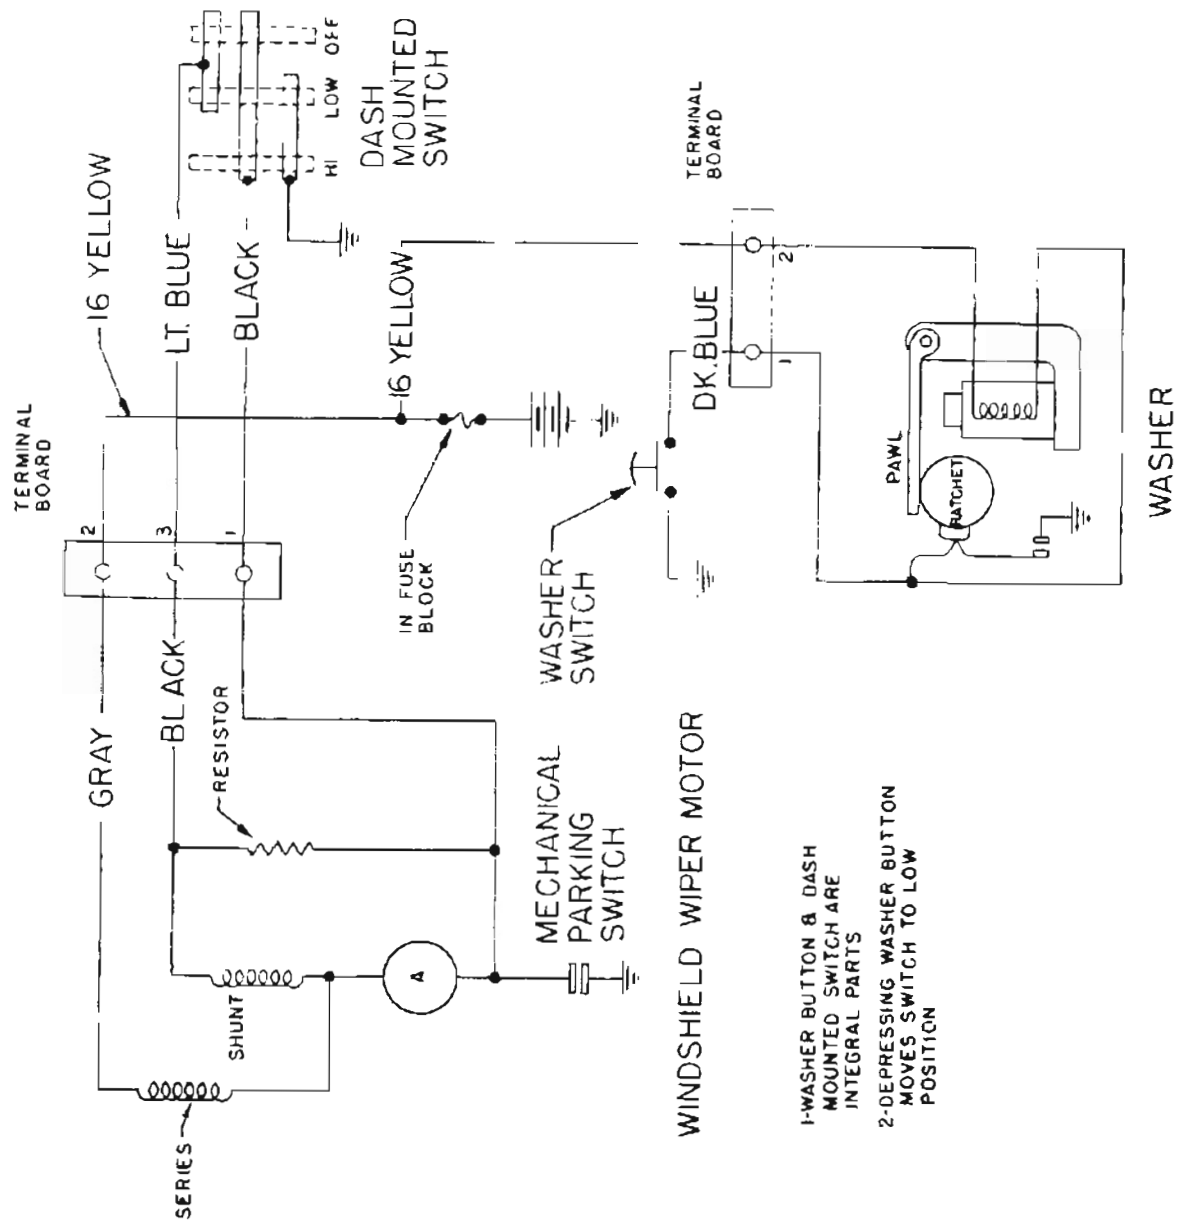 16 YELLOW
LT. BLUE
BLACK
HI LOW OFF
DASH
MOUNTED
SWITCH
TERMINAL
BOARD
2
3
1
GRAY
BLACK
RESISTOR
SHUNT
SERIES
A
MECHANICAL
PARKING
SWITCH
WINDSHIELD WIPER MOTOR
16 YELLOW
IN FUSE
BLOCK
WASHER
SWITCH
DK. BLUE
TERMINAL
BOARD
1
2
PAWL
RATCHET
WASHER
1-WASHER BUTTON & DASH
MOUNTED SWITCH ARE
INTEGRAL PARTS
2-DEPRESSING WASHER BUTTON
MOVES SWITCH TO LOW
POSITION